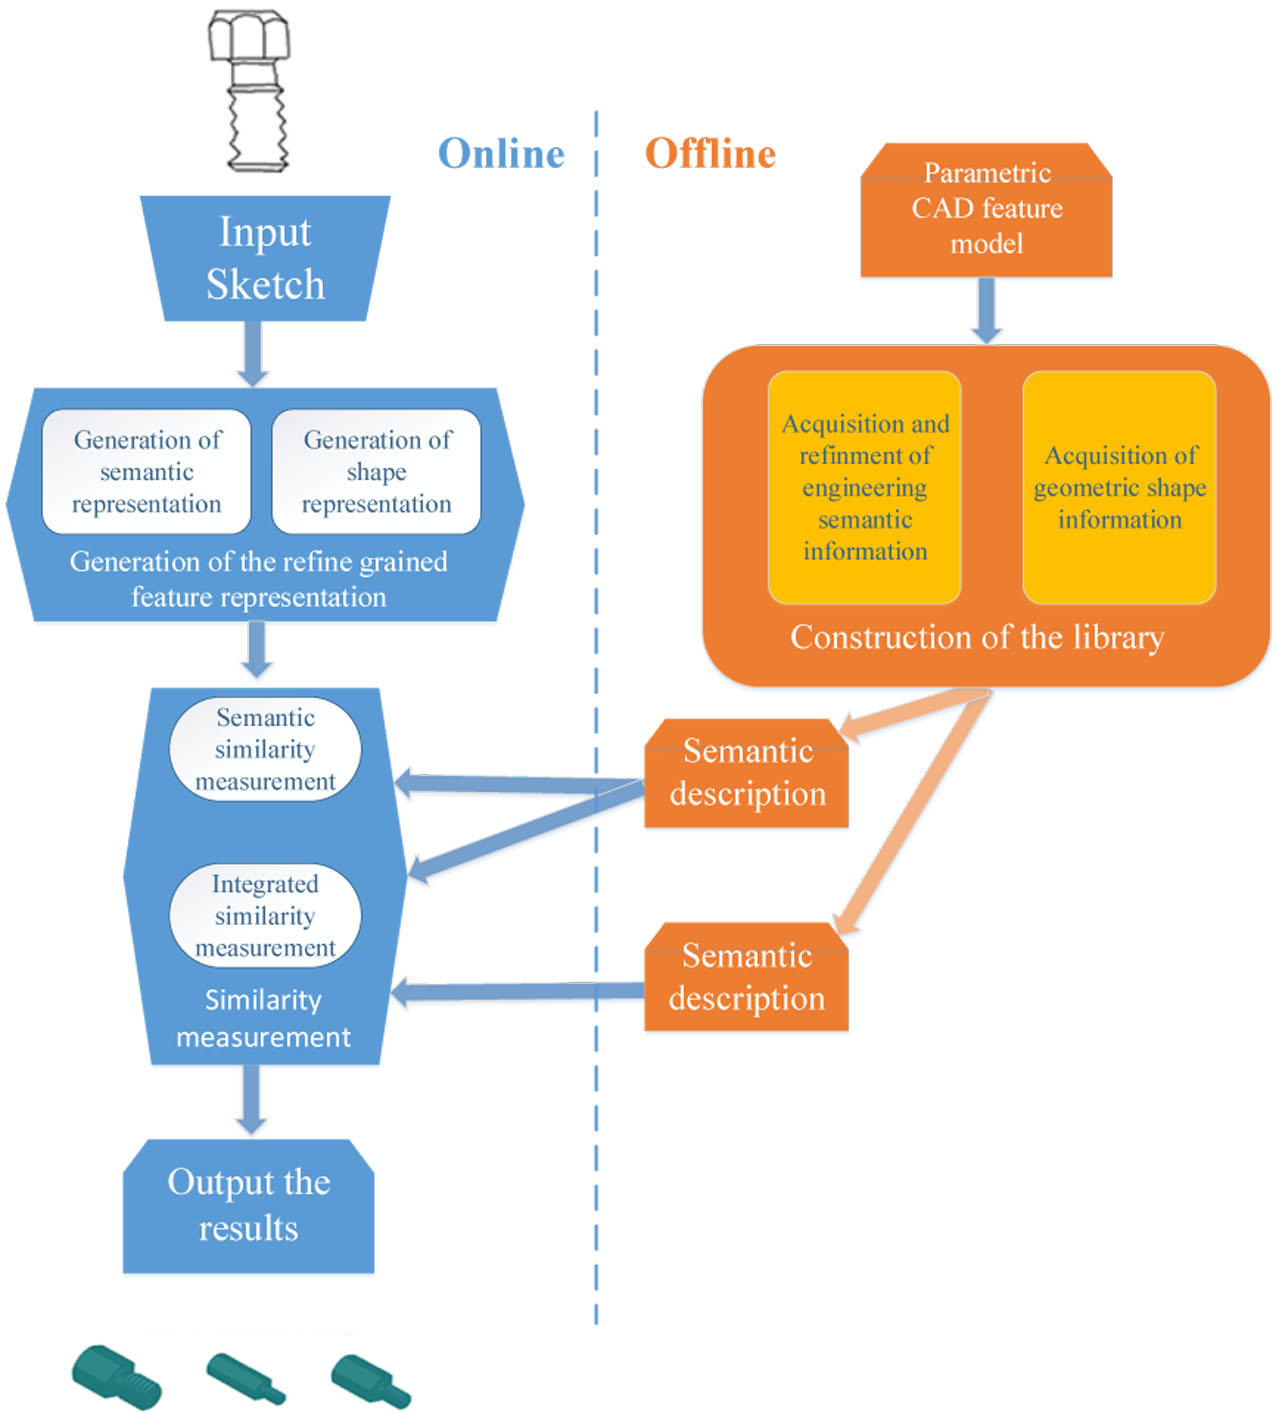 Online
Offline
Input
Sketch
Generation of
semantic
representation
Generation of
shape
representation
Generation of the refine grained
feature representation
Semantic
similarity
measurement
Integrated
similarity
measurement
Similarity
measurement
Output the
results
Parametric
CAD feature
model
Acquisition and
refinment of
engineering
semantic
information
Acquisition of
geometric shape
information
Construction of the library
Semantic
description
Semantic
description